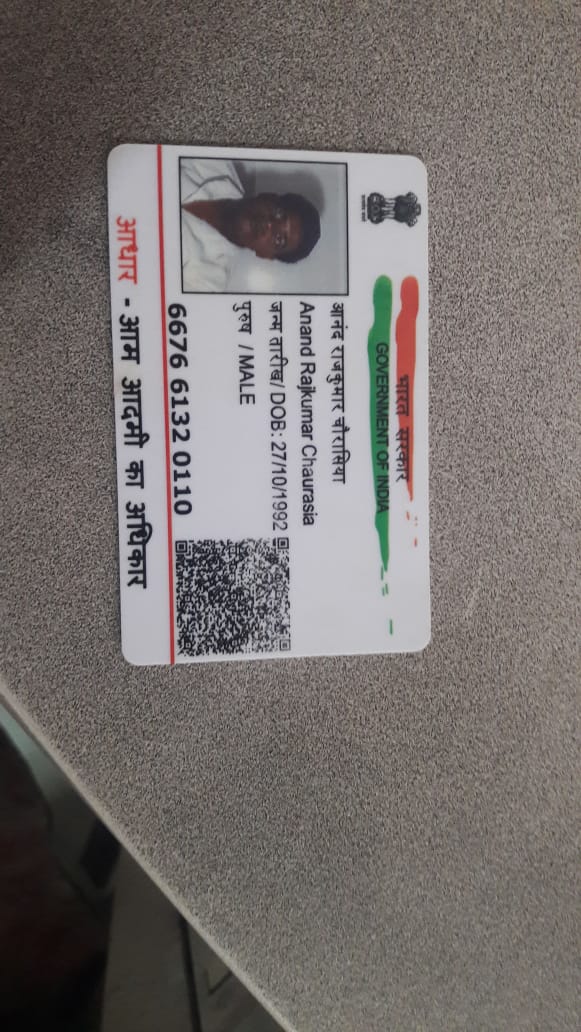 भारत सरकार
GOVERNMENT OF INDIA
आनंद राजकुमार चौरासिया
Anand Rajkumar Chaurasia
जन्म तारीख/ DOB: 27/10/1992
पुरुष / MALE
6676 6132 0110
आधार - आम आदमी का अधिकार